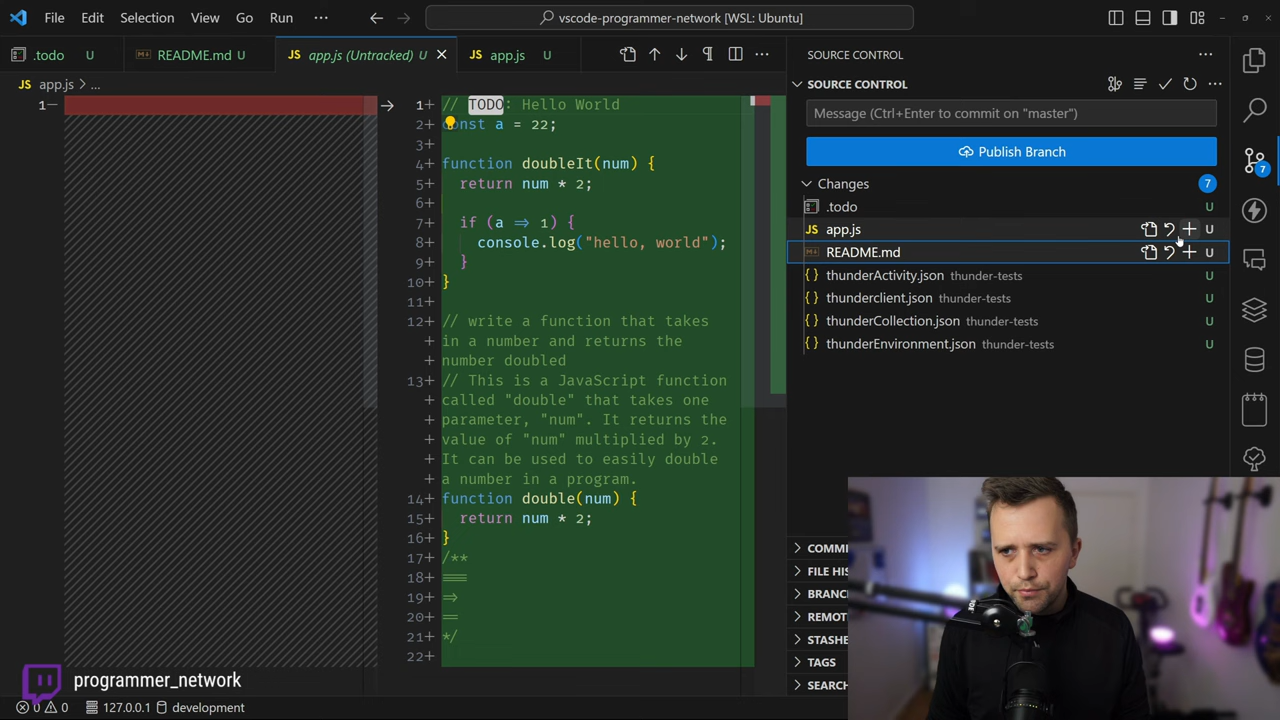 File Edit Selection View Go Run ··· vscode-programmer-network [WSL: Ubuntu]
.todo U README.md U JS app.js (Untracked) U JS app.js U
JS app.js > ...
1— 1+ // TODO: Hello World
2+ const a = 22;
3+
4+ function doubleIt(num) {
5+ return num * 2;
6+
7+ if (a => 1) {
8+ console.log("hello, world");
9+ }
10+ }
11+
12+ // write a function that takes
+ in a number and returns the
+ number doubled
13+ // This is a JavaScript function
+ called "double" that takes one
+ parameter, "num". It returns the
+ value of "num" multiplied by 2.
+ It can be used to easily double
+ a number in a program.
14+ function double(num) {
15+ return num * 2;
16+ }
17+ /**
18+ ===
19+ =>
20+ ==
21+ */
22+
SOURCE CONTROL
SOURCE CONTROL
Message (Ctrl+Enter to commit on "master")
Publish Branch
Changes 7
.todo U
JS app.js U
README.md U
{} thunderActivity.json thunder-tests U
{} thunderclient.json thunder-tests U
{} thunderCollection.json thunder-tests U
{} thunderEnvironment.json thunder-tests U
7
COMM
FILE HIS
BRANC
REMOT
STASHE
TAGS
SEARCH
programmer_network
0 0 127.0.0.1 development